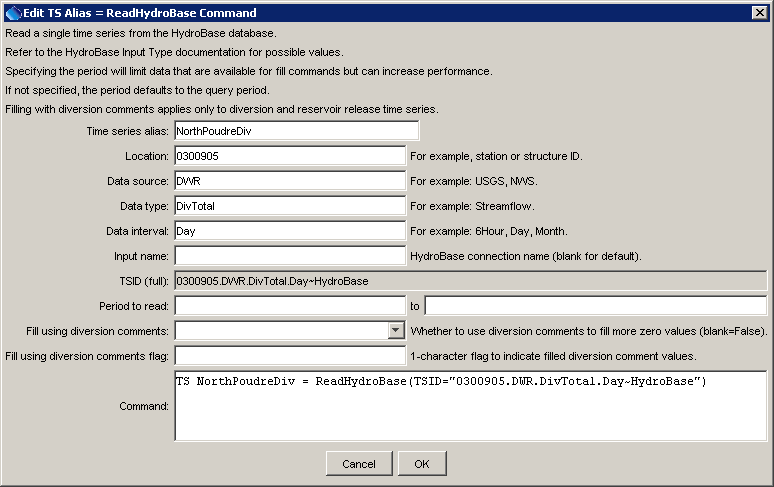 Edit TS Alias = ReadHydroBase Command
Read a single time series from the HydroBase database.
Refer to the HydroBase Input Type documentation for possible values.
Specifying the period will limit data that are available for fill commands but can increase performance.
If not specified, the period defaults to the query period.
Filling with diversion comments applies only to diversion and reservoir release time series.
Time series alias: NorthPoudreDiv
Location: 0300905 For example, station or structure ID.
Data source: DWR For example: USGS, NWS.
Data type: DivTotal For example: Streamflow.
Data interval: Day For example: 6Hour, Day, Month.
Input name: HydroBase connection name (blank for default).
TSID (full): 0300905.DWR.DivTotal.Day~HydroBase
Period to read: to
Fill using diversion comments: Whether to use diversion comments to fill more zero values (blank=False).
Fill using diversion comments flag: 1-character flag to indicate filled diversion comment values.
Command: TS NorthPoudreDiv = ReadHydroBase(TSID="0300905.DWR.DivTotal.Day~HydroBase")
Cancel OK